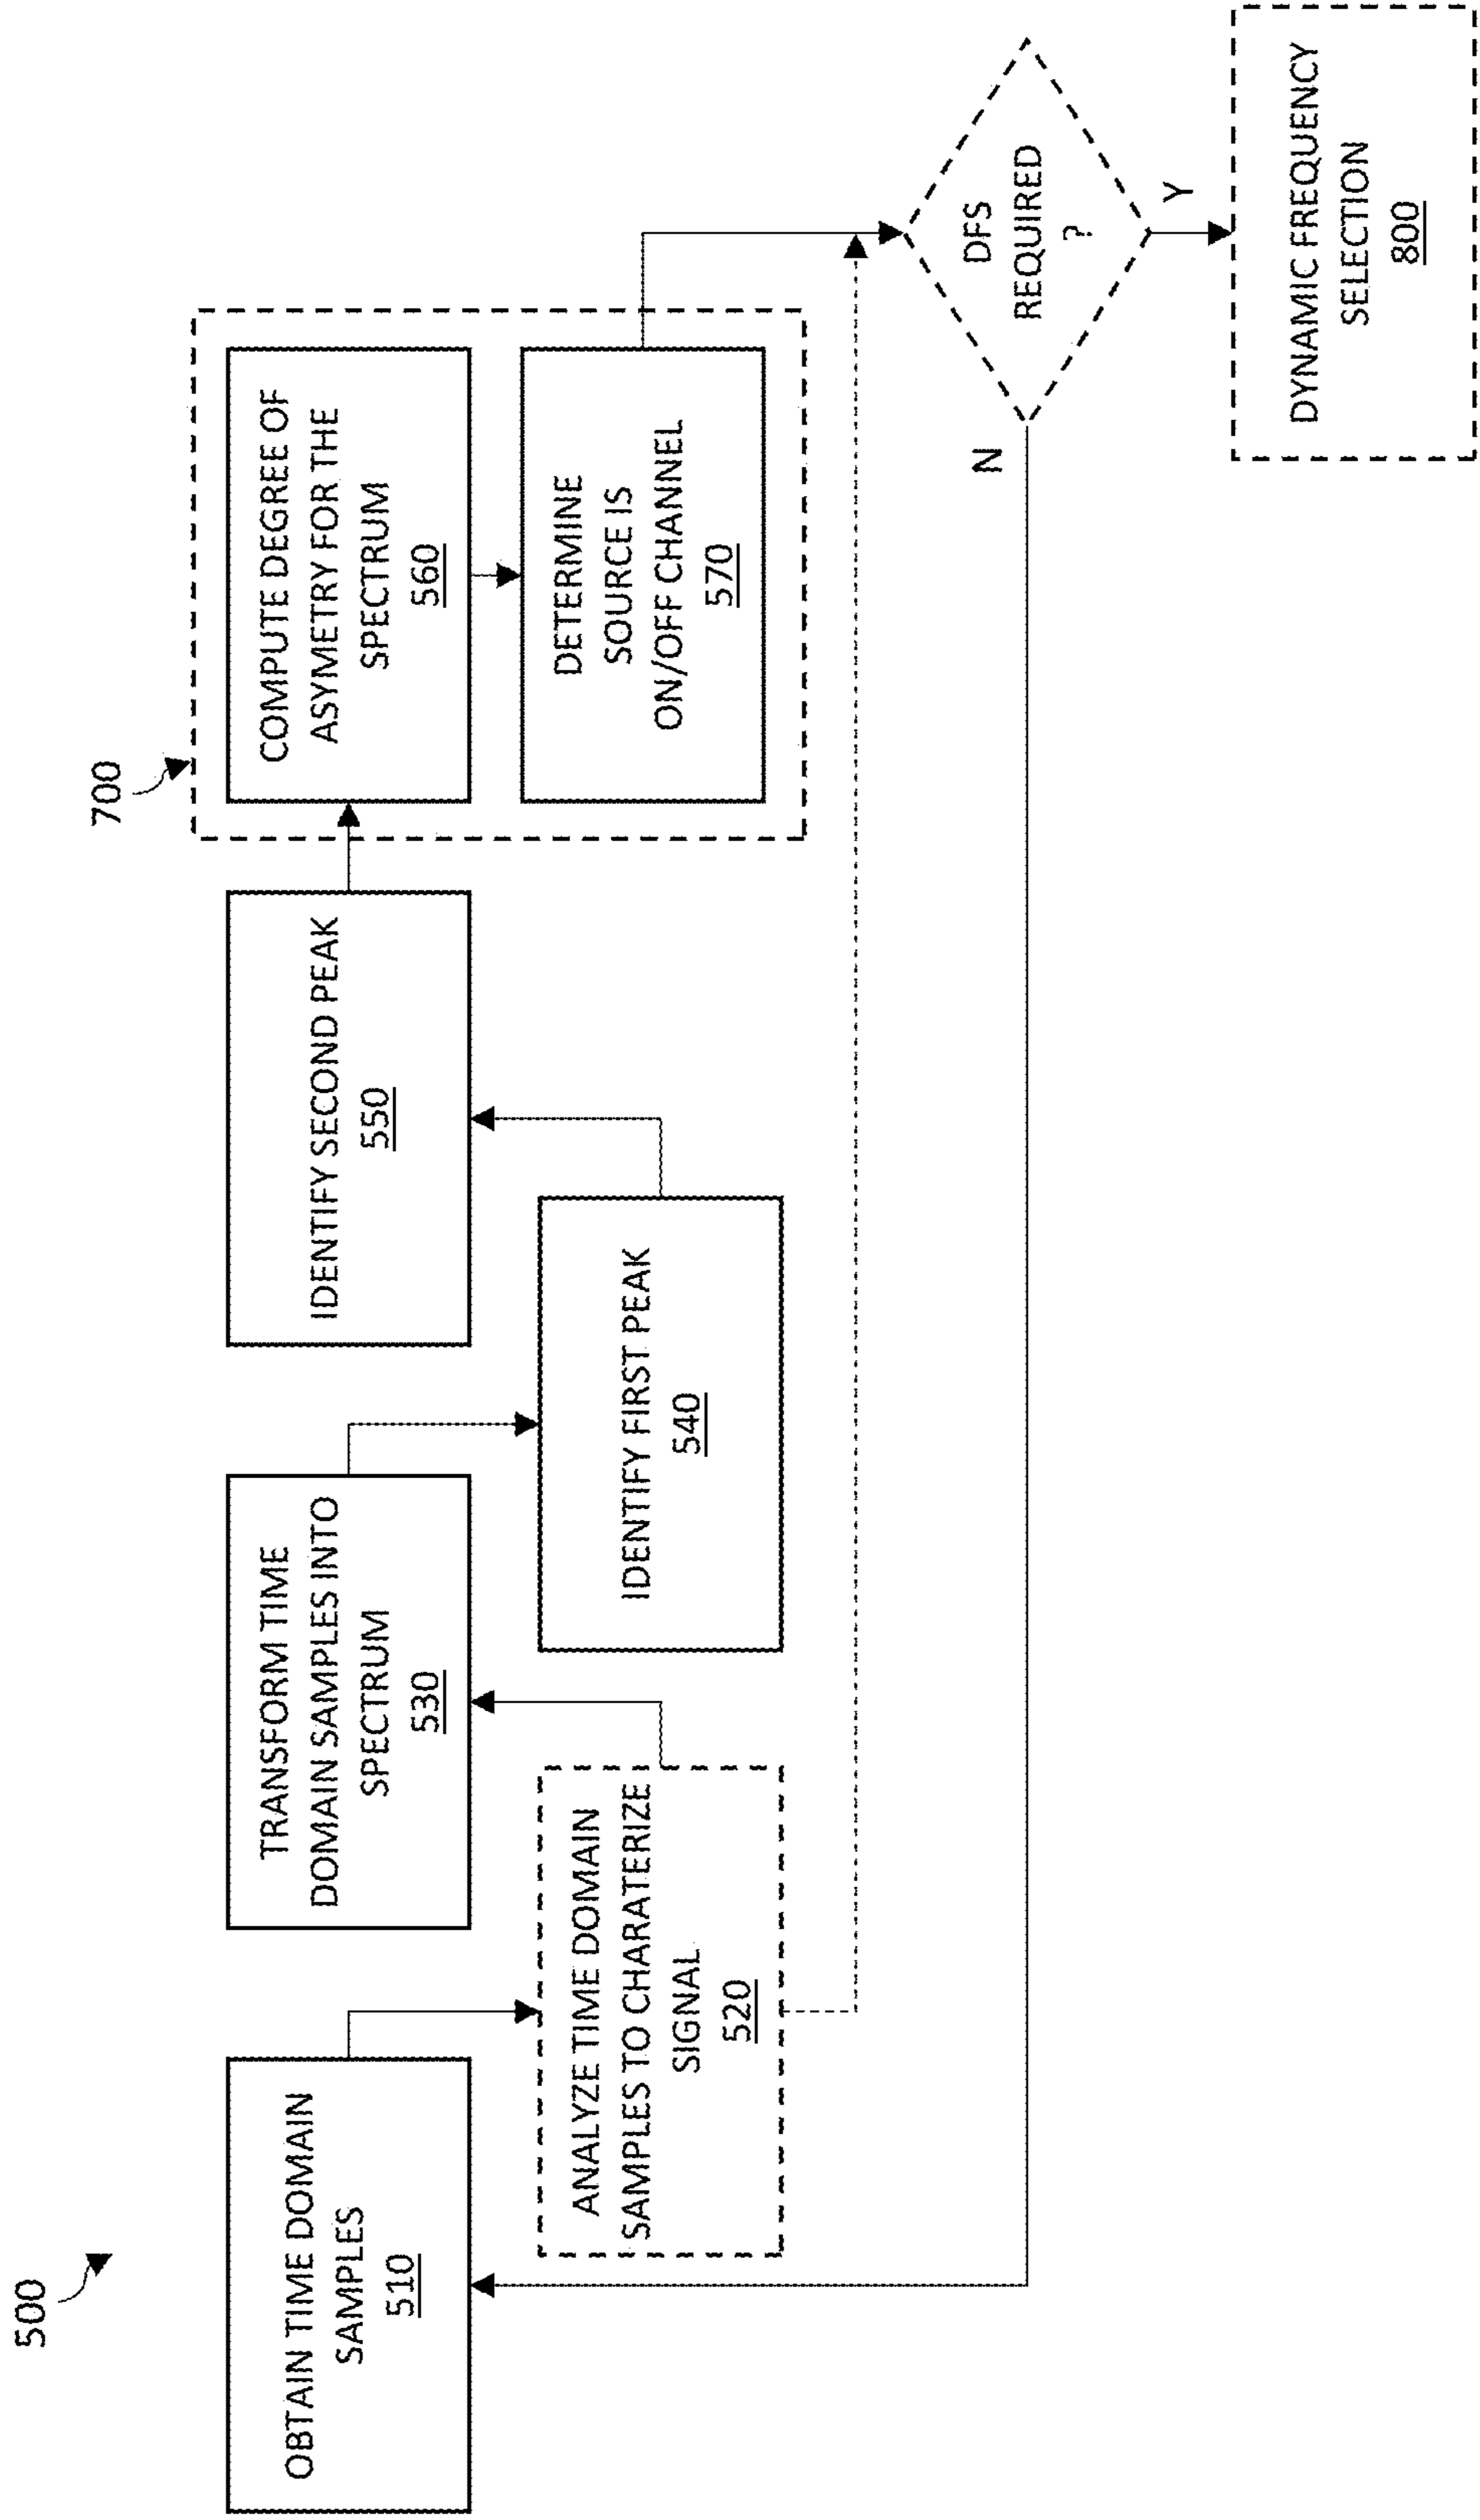 500
OBTAIN TIME DOMAIN
SAMPLES
510
ANALYZE TIME DOMAIN
SAMPLES TO CHARATERIZE
SIGNAL
520
TRANSFORM TIME
DOMAIN SAMPLES INTO
SPECTRUM
530
IDENTIFY FIRST PEAK
540
IDENTIFY SECOND PEAK
550
700
COMPUTE DEGREE OF
ASYMETRY FOR THE
SPECTRUM
560
DETERMINE
SOURCE IS
ON/OFF CHANNEL
570
DFS
REQUIRED
?
N
Y
DYNAMIC FREQUENCY
SELECTION
800